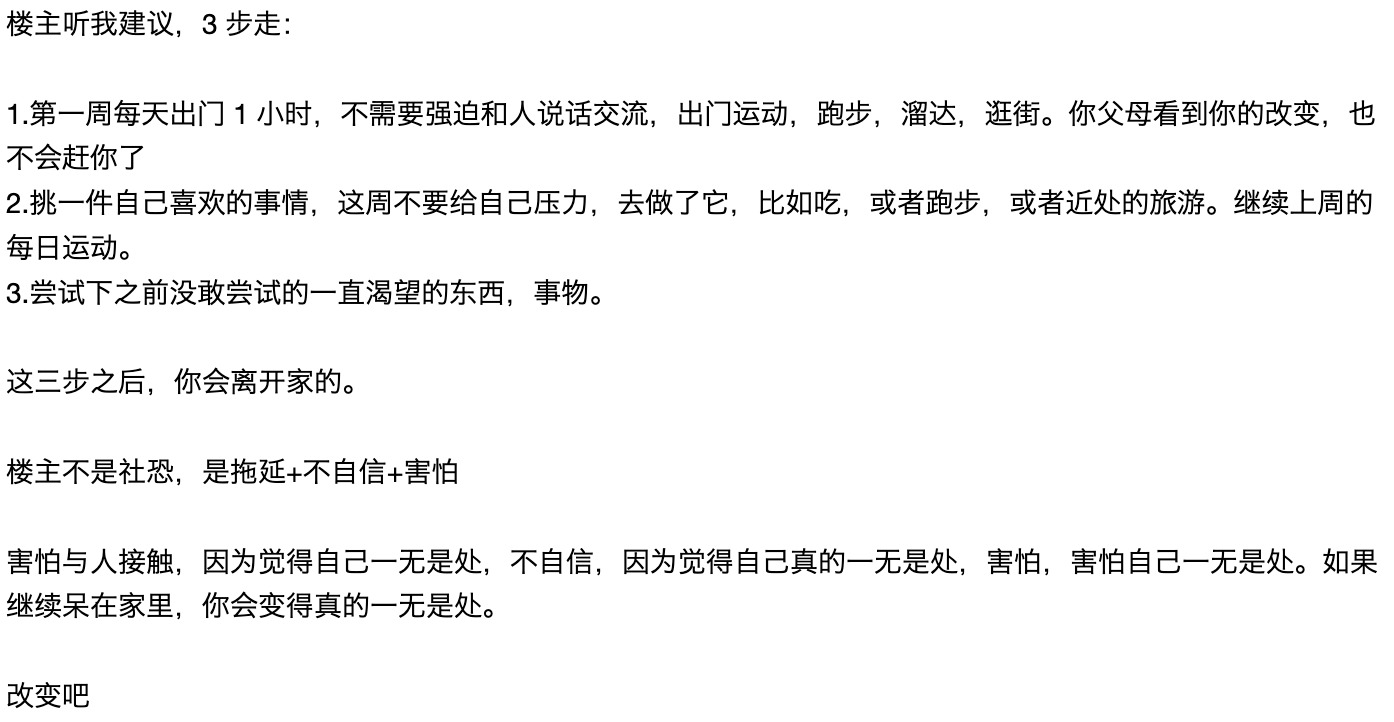 楼主听我建议，3 步走：
1.第一周每天出门 1 小时，不需要强迫和人说话交流，出门运动，跑步，溜达，逛街。你父母看到你的改变，也
不会赶你了
2.挑一件自己喜欢的事情，这周不要给自己压力，去做了它，比如吃，或者跑步，或者近处的旅游。继续上周的
每日运动。
3.尝试下之前没敢尝试的一直渴望的东西，事物。
这三步之后，你会离开家的。
楼主不是社恐，是拖延+不自信+害怕
害怕与人接触，因为觉得自己一无是处，不自信，因为觉得自己真的一无是处，害怕，害怕自己一无是处。如果
继续呆在家里，你会变得真的一无是处。
改变吧